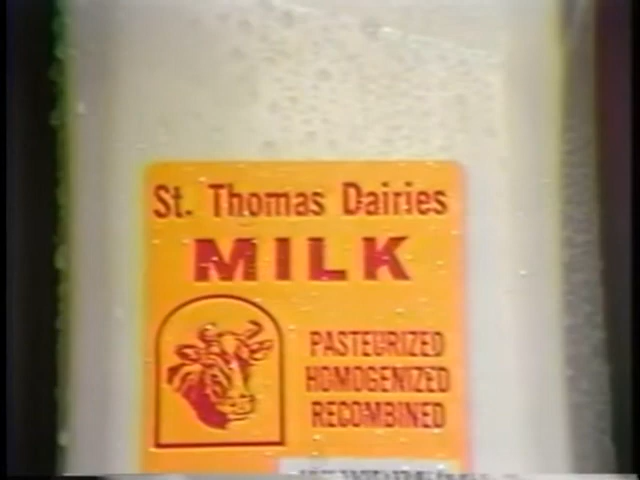 St. Thomas Dairies
MILK
PASTEURIZED
HOMOGENIZED
RECOMBINED